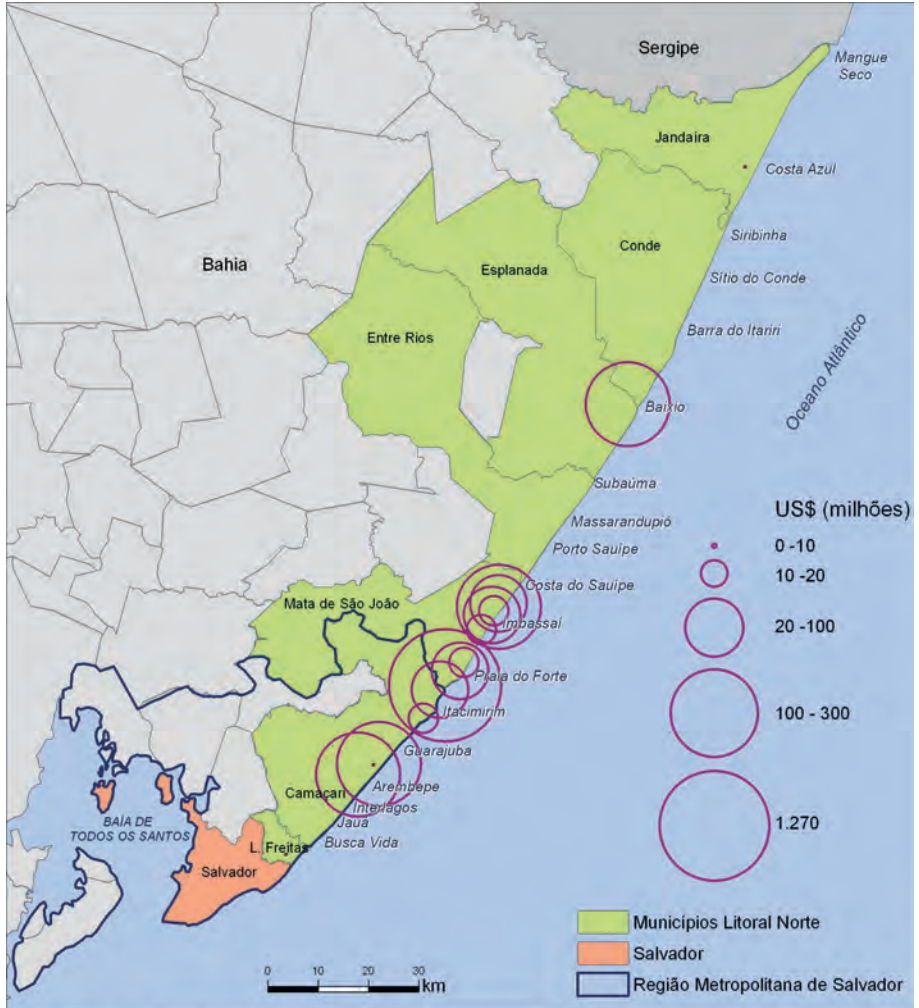 Sergipe
Mangue
Seco
Jandaira
Costa Azul
Siribinha
Conde
Bahia
Esplanada
Sítio do Conde
Entre Rios
Barra do Itariri
Oceano Atlântico
Baixio
Subaúma
US$ (milhões)
Massarandupió
0 -10
Porto Sauipe
10 -20
Costa do Sauipe
Mata de São João
Imbassaí
20 -100
Praia do Forte
Itacimirim
100 - 300
Guarajuba
Camaçari
Arembepe
Interlagos
Jauá
1.270
BAÍA DE
TODOS OS SANTOS
Busca Vida
L. Freitas
Salvador
Municípios Litoral Norte
Salvador
Região Metropolitana de Salvador
0 10 20 30
km